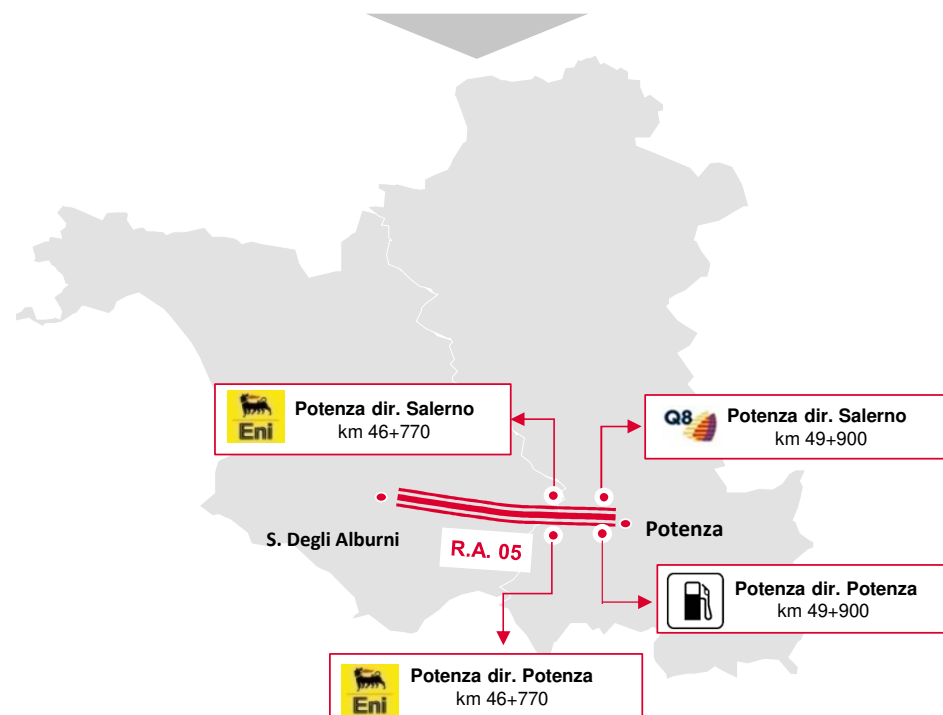 Eni
Potenza dir. Salerno
km 46+770
Q8
Potenza dir. Salerno
km 49+900
S. Degli Alburni
R.A. 05
Potenza
Potenza dir. Potenza
km 49+900
Eni
Potenza dir. Potenza
km 46+770